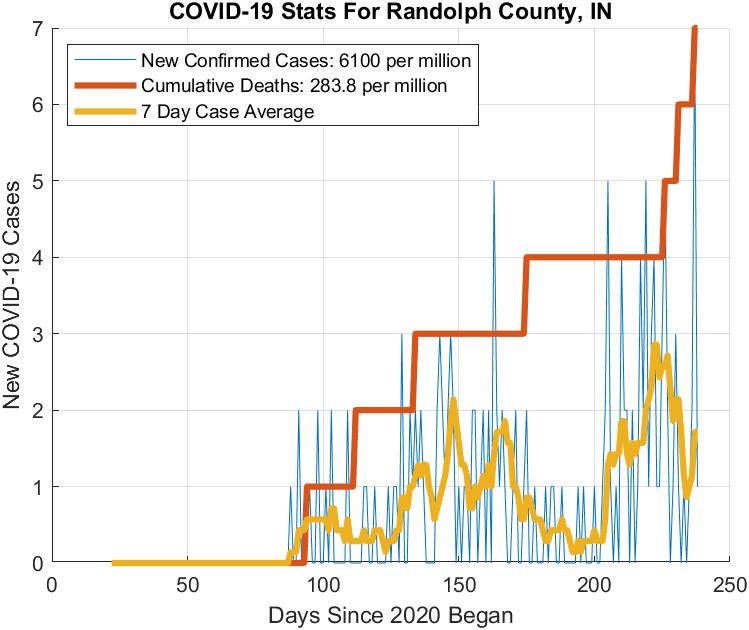 COVID-19 Stats For Randolph County, IN
New Confirmed Cases: 6100 per million
Cumulative Deaths: 283.8 per million
7 Day Case Average
New COVID-19 Cases
7
6
5
4
3
2
1
0
0 50 100 150 200 250
Days Since 2020 Began